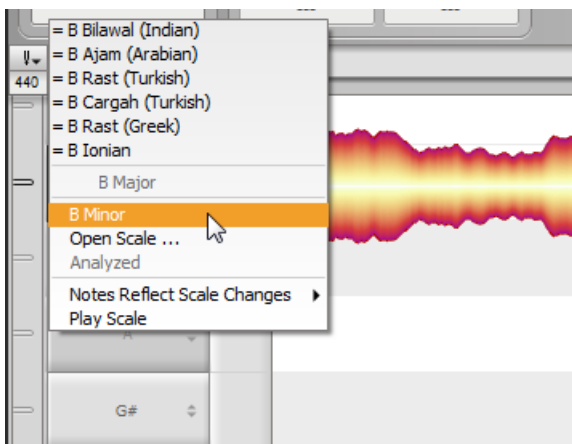 = B Bilawal (Indian)
= B Ajam (Arabian)
440
= B Rast (Turkish)
= B Cargah (Turkish)
= B Rast (Greek)
= B Ionian
B Major
B Minor
Open Scale ...
Analyzed
Notes Reflect Scale Changes
Play Scale
A
G#